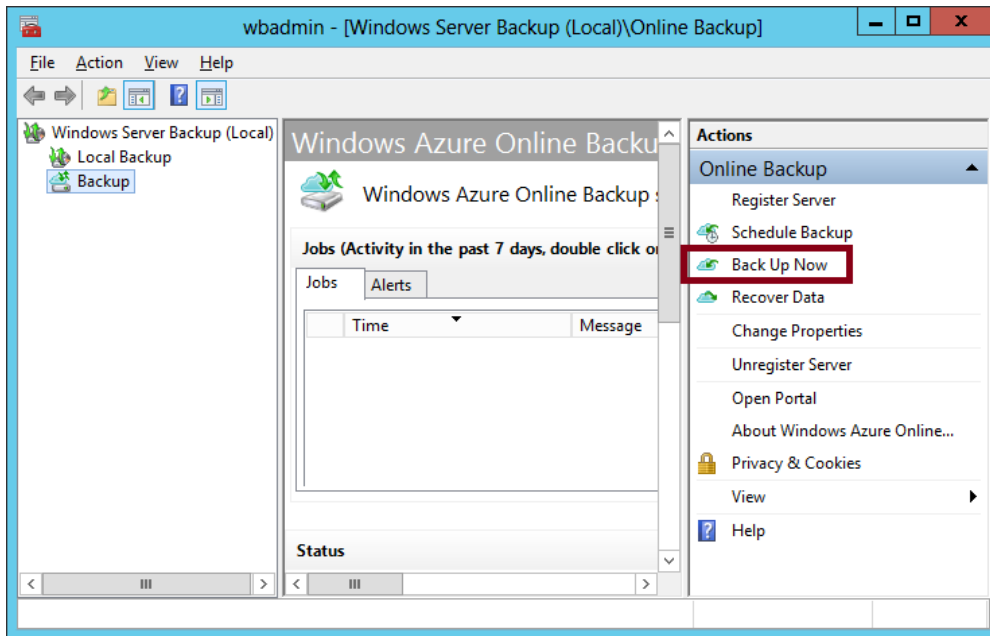 wbadmin - [Windows Server Backup (Local)\Online Backup]
File Action View Help
Windows Server Backup (Local)
Local Backup
Backup
Windows Azure Online Backu
Windows Azure Online Backup s
Jobs (Activity in the past 7 days, double click o
Jobs Alerts
Time Message
Status
Actions
Online Backup
Register Server
Schedule Backup
Back Up Now
Recover Data
Change Properties
Unregister Server
Open Portal
About Windows Azure Online...
Privacy & Cookies
View
Help